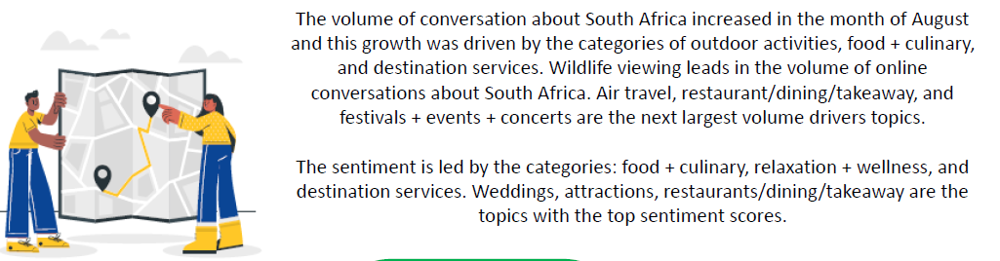 The volume of conversation about South Africa increased in the month of August
and this growth was driven by the categories of outdoor activities, food + culinary,
and destination services. Wildlife viewing leads in the volume of online
conversations about South Africa. Air travel, restaurant/dining/takeaway, and
festivals + events + concerts are the next largest volume drivers topics.
The sentiment is led by the categories: food + culinary, relaxation + wellness, and
destination services. Weddings, attractions, restaurants/dining/takeaway are the
topics with the top sentiment scores.